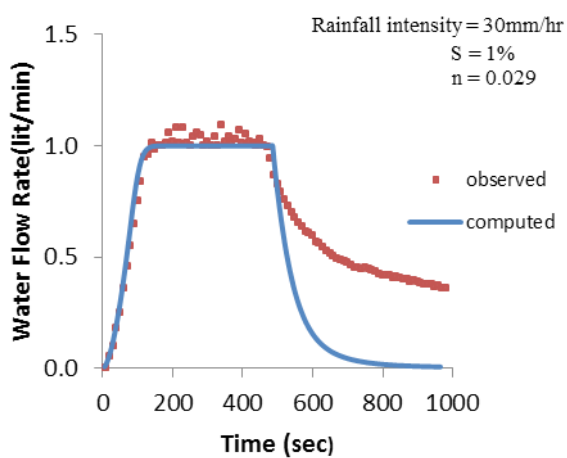 Rainfall intensity = 30mm/hr
S = 1%
n = 0.029
1.5
1.0
0.5
0.0
Water Flow Rate(lit/min)
observed
computed
0 200 400 600 800 1000
Time (sec)